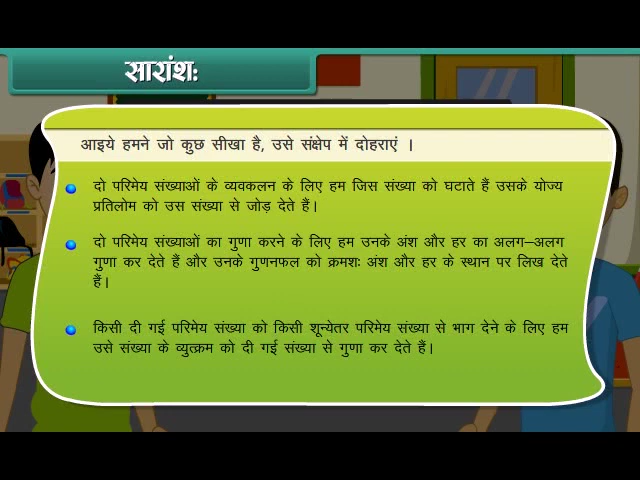 सारांशः
आइये हमने जो कुछ सीखा है, उसे संक्षेप में दोहराएं ।
दो परिमेय संख्याओं के व्यवकलन के लिए हम जिस संख्या को घटाते हैं उसके योज्य
प्रतिलोम को उस संख्या से जोड़ देते हैं।
दो परिमेय संख्याओं का गुणा करने के लिए हम उनके अंश और हर का अलग–अलग
गुणा कर देते हैं और उनके गुणनफल को क्रमशः अंश और हर के स्थान पर लिख देते
हैं।
किसी दी गई परिमेय संख्या को किसी शून्येतर परिमेय संख्या से भाग देने के लिए हम
उसे संख्या के व्युत्क्रम को दी गई संख्या से गुणा कर देते हैं।